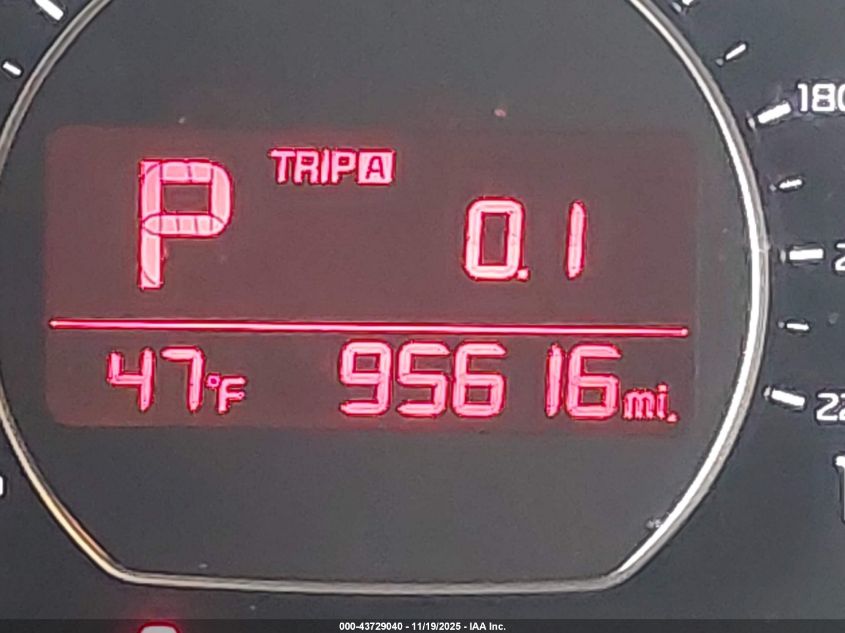 180
TRIP A
P
0.1
47°F 95616 mi.
000-43729040 - 11/19/2025 - IAA Inc.